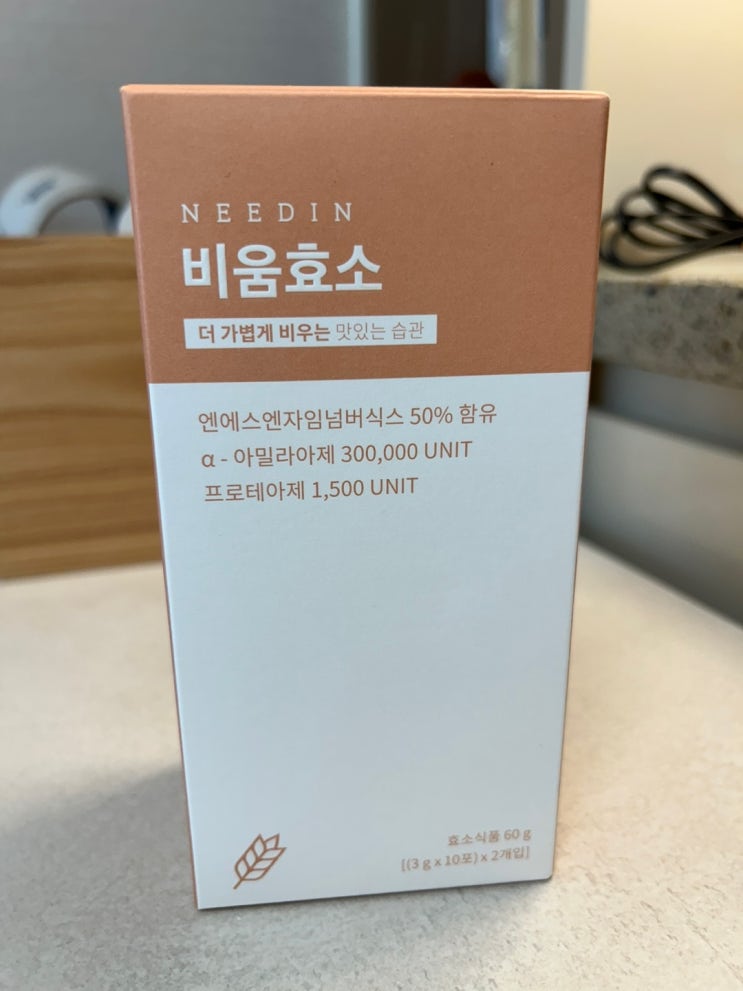 NEEDIN
비움효소
더 가볍게 비우는 맛있는 습관
엔에스엔자임넘버식스 50% 함유
α - 아밀라아제 300,000 UNIT
프로테아제 1,500 UNIT
효소식품 60 g
[(3 g x 10포) x 2개입]